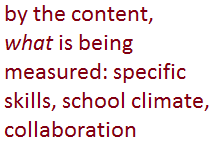 by the content,
what is being
measured: specific
skills, school climate,
collaboration